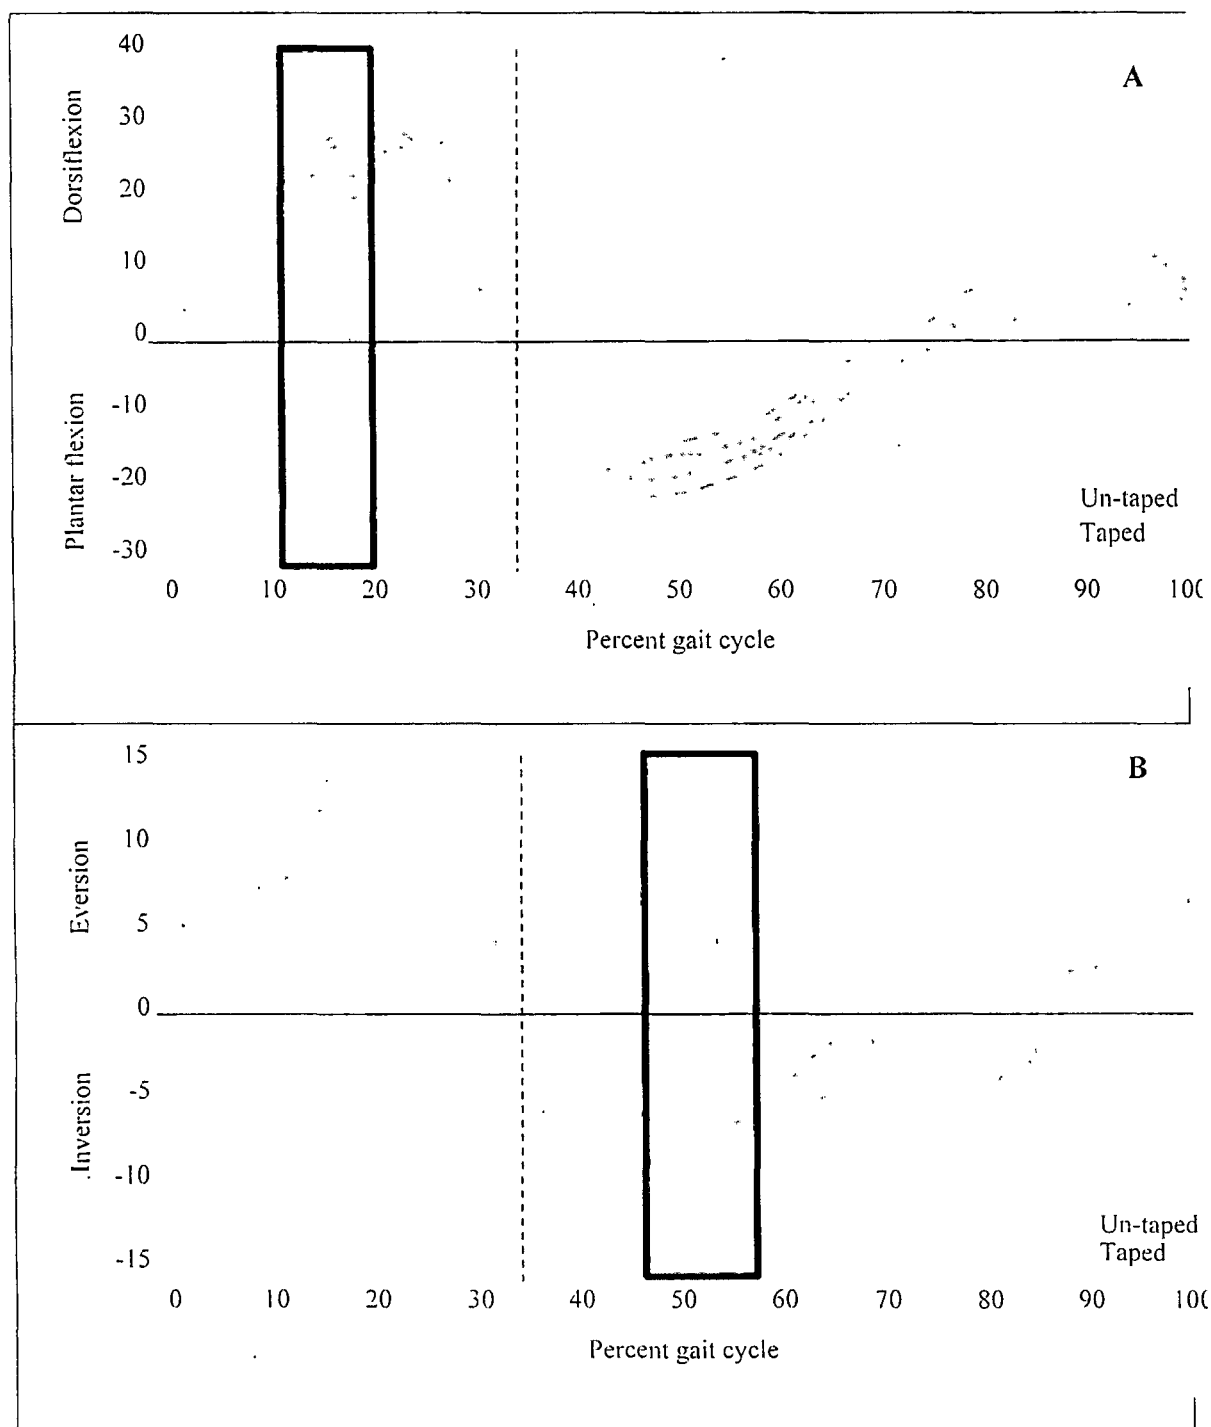 A
Dorsiflexion
Plantar flexion
40
30
20
10
0
-10
-20
-30
Un-taped
Taped
0 10 20 30 40 50 60 70 80 90 100
Percent gait cycle
B
Eversion
Inversion
15
10
5
0
-5
-10
-15
Un-taped
Taped
0 10 20 30 40 50 60 70 80 90 100
Percent gait cycle